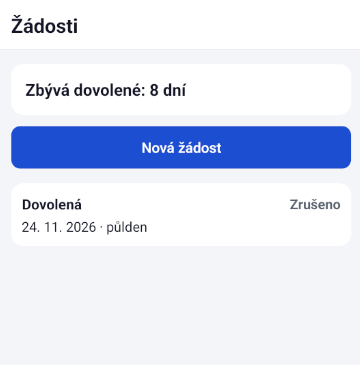 Žádosti
Zbývá dovolené: 8 dní
Nová žádost
Dovolená
Zrušeno
24. 11. 2026 · půlden